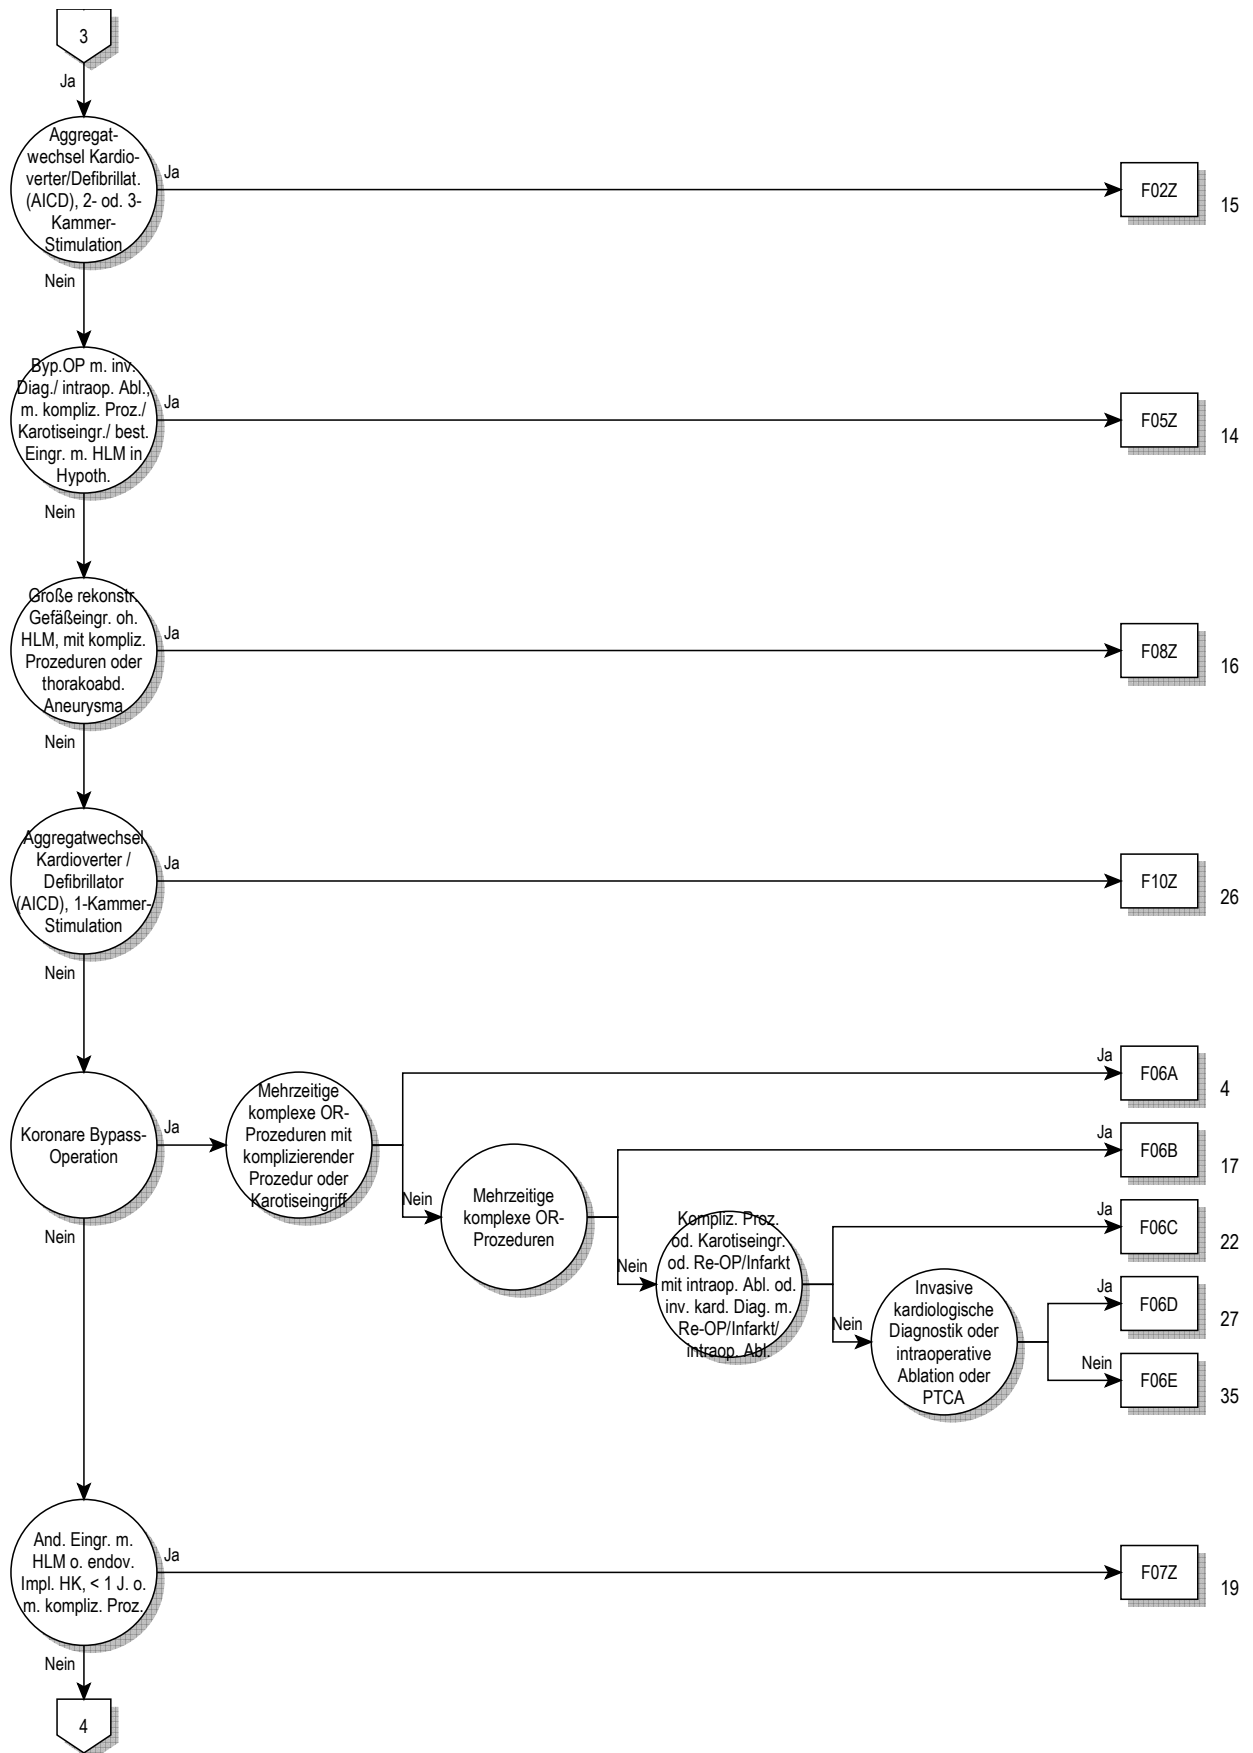 3
Ja
Aggregat-
wechsel Kardio-
verter/Defibrillat.
(AICD), 2- od. 3-
Kammer-
Stimulation
Ja
F02Z
15
Nein
Byp.OP m. inv.
Diag./ intraop. Abl.,
m. kompliz. Proz./
Karotiseingr./ best.
Eingr. m. HLM in
Hypoth.
Ja
F05Z
14
Nein
Große rekonstr.
Gefäßeingr. oh.
HLM, mit kompliz.
Prozeduren oder
thorakoabd.
Aneurysma
Ja
F08Z
16
Nein
Aggregatwechsel
Kardioverter /
Defibrillator
(AICD), 1-Kammer-
Stimulation
Ja
F10Z
26
Nein
Koronare Bypass-
Operation
Ja
Mehrzeitige
komplexe OR-
Prozeduren mit
komplizierender
Prozedur oder
Karotiseingriff
Ja
F06A
4
Nein
Mehrzeitige
komplexe OR-
Prozeduren
Ja
F06B
17
Nein
Kompliz. Proz.
od. Karotiseingr.
od. Re-OP/Infarkt
mit intraop. Abl. od.
inv. kard. Diag. m.
Re-OP/Infarkt/
intraop. Abl.
Ja
F06C
22
Nein
Invasive
kardiologische
Diagnostik oder
intraoperative
Ablation oder
PTCA
Ja
F06D
27
Nein
F06E
35
Nein
And. Eingr. m.
HLM o. endov.
Impl. HK, < 1 J. o.
m. kompliz. Proz.
Ja
F07Z
19
Nein
4